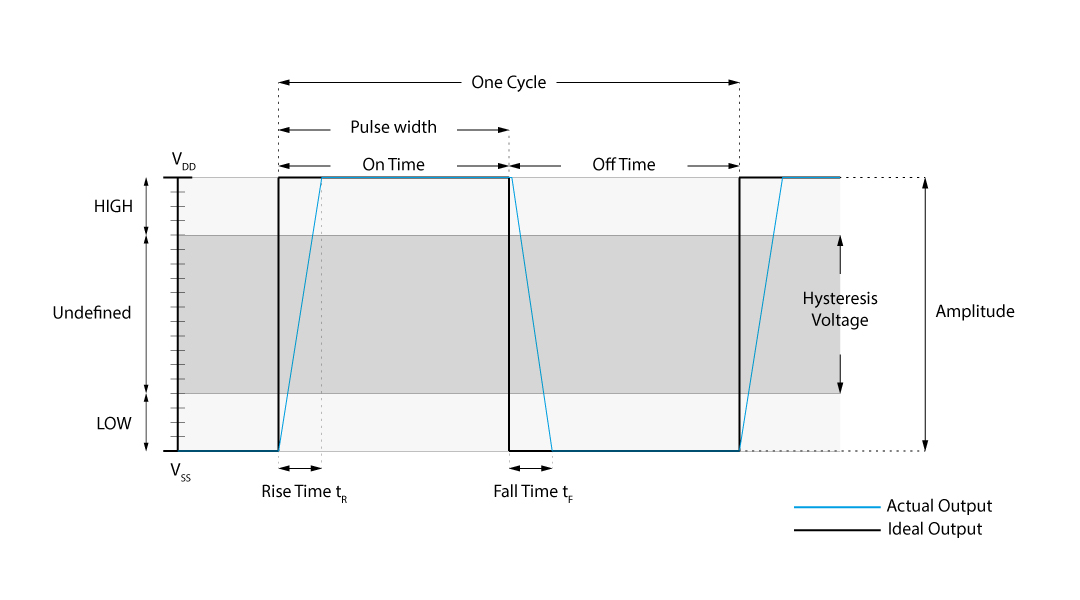 One Cycle
Pulse width
On Time
Off Time
VDD
HIGH
Undefined
LOW
VSS
Hysteresis
Voltage
Amplitude
Rise Time tR
Fall Time tF
Actual Output
Ideal Output